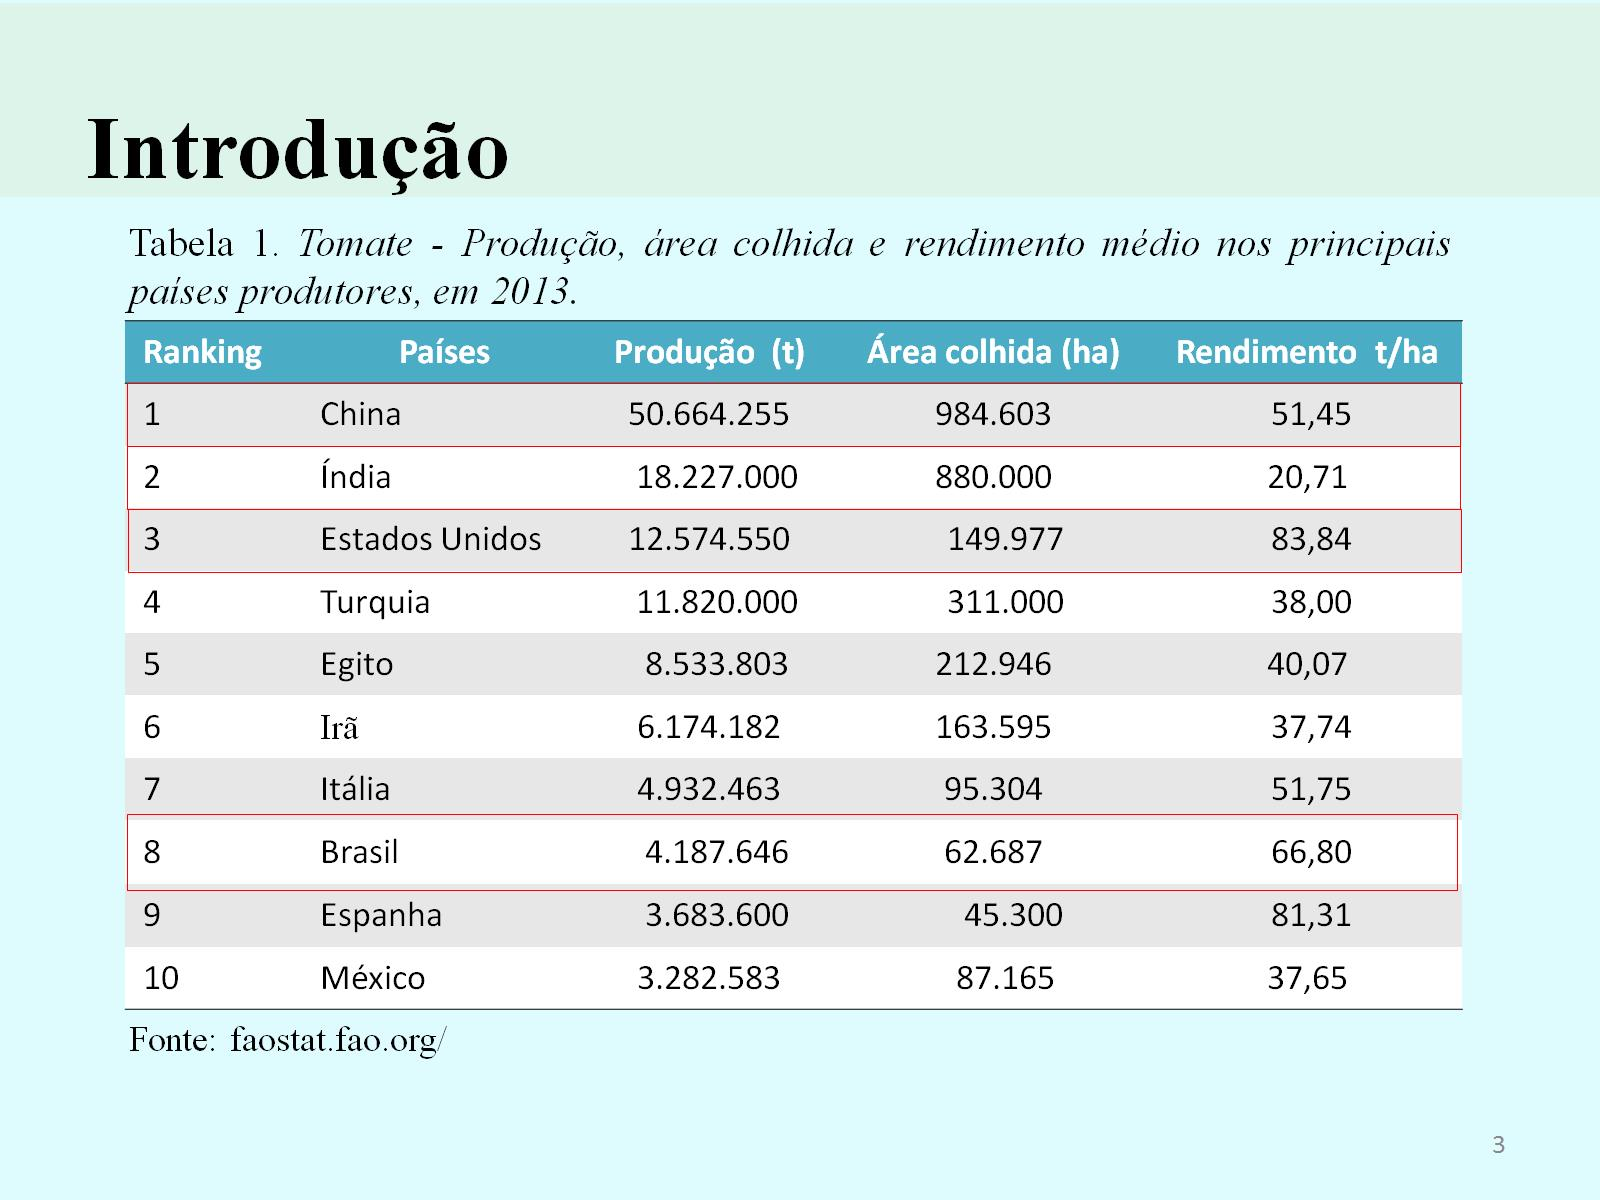 Introdução
Tabela 1. Tomate - Produção, área colhida e rendimento médio nos principais
países produtores, em 2013.
Ranking Países Produção (t) Área colhida (ha) Rendimento t/ha
1 China 50.664.255 984.603 51,45
2 Índia 18.227.000 880.000 20,71
3 Estados Unidos 12.574.550 149.977 83,84
4 Turquia 11.820.000 311.000 38,00
5 Egito 8.533.803 212.946 40,07
6 Irã 6.174.182 163.595 37,74
7 Itália 4.932.463 95.304 51,75
8 Brasil 4.187.646 62.687 66,80
9 Espanha 3.683.600 45.300 81,31
10 México 3.282.583 87.165 37,65
Fonte: faostat.fao.org/
3